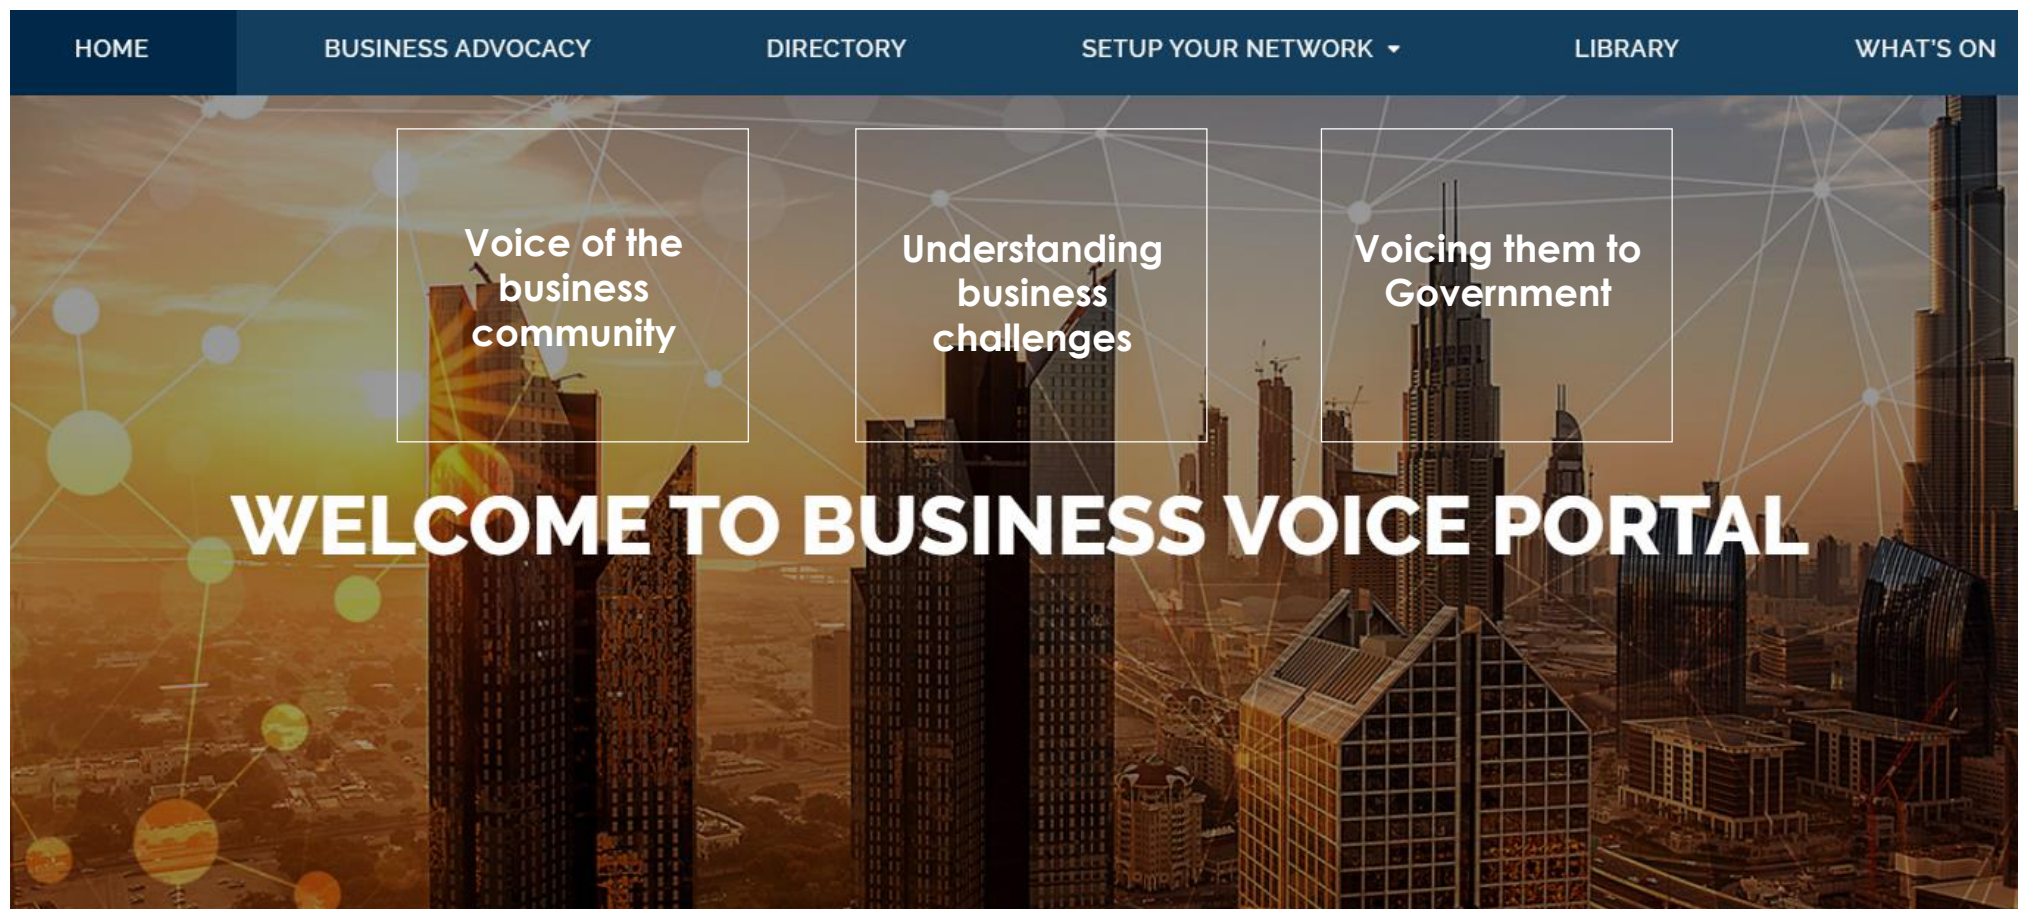 HOME
BUSINESS ADVOCACY
DIRECTORY
SETUP YOUR NETWORK
LIBRARY
WHAT'S ON
Voice of the
business
community
Understanding
business
challenges
Voicing them to
Government
WELCOME TO BUSINESS VOICE PORTAL